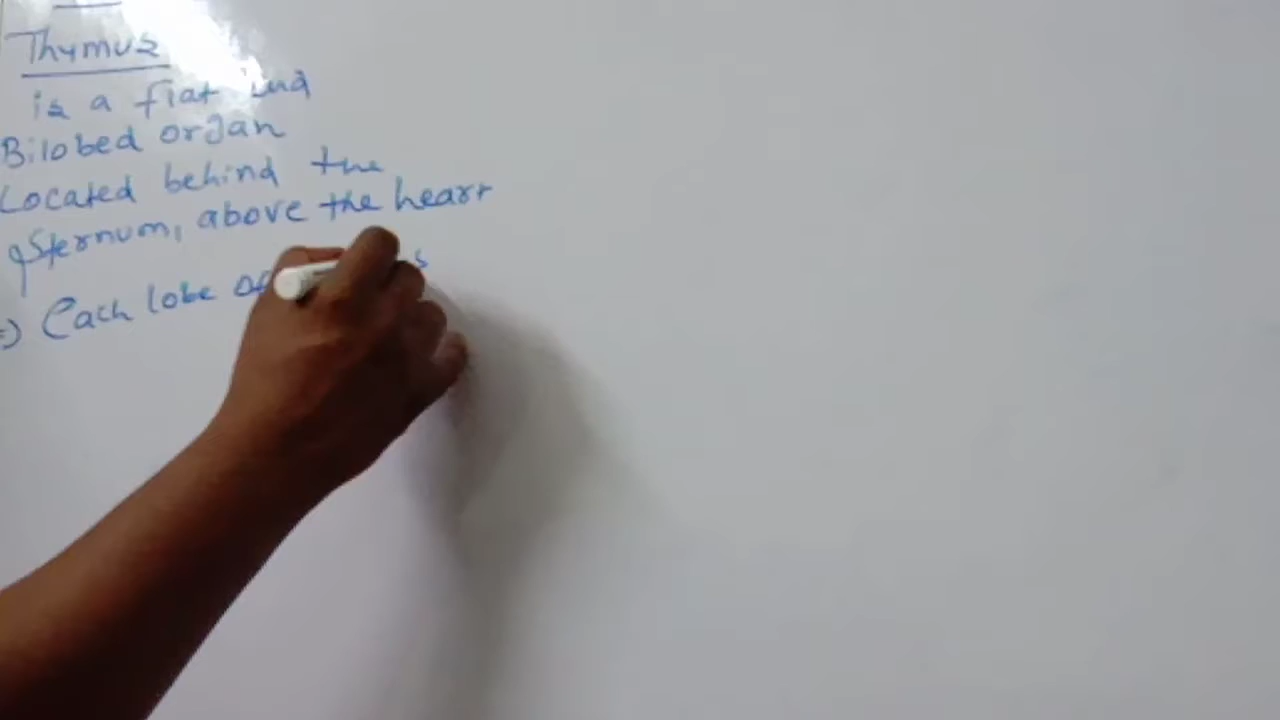 Thymus
is a flat and
Bilobed organ
Located behind the
Sternum, above the heart
=) Each lobe of